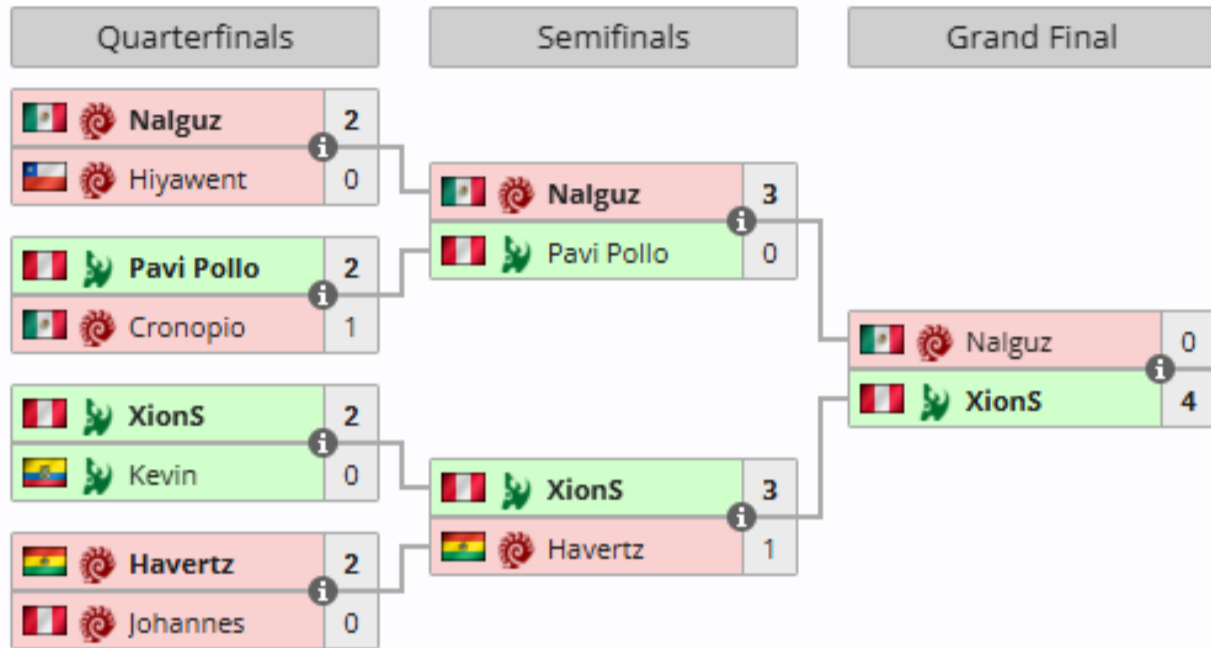 Quarterfinals
Semifinals
Grand Final
Nalguz 2
Hiyawent 0
Pavi Pollo 2
Cronopio 1
XionS 2
Kevin 0
Havertz 2
Johannes 0
Nalguz 3
Pavi Pollo 0
XionS 3
Havertz 1
Nalguz 0
XionS 4